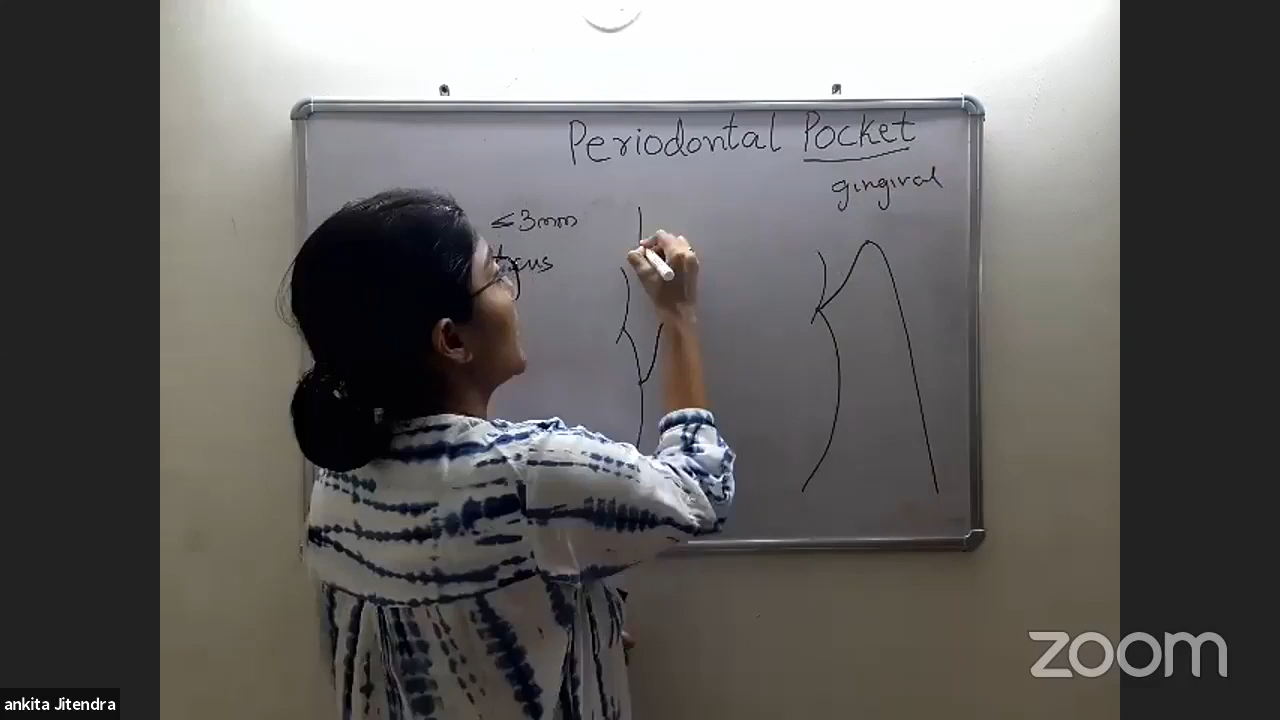 Periodontal Pocket
gingival
≤3mm
zoom
ankita Jitendra